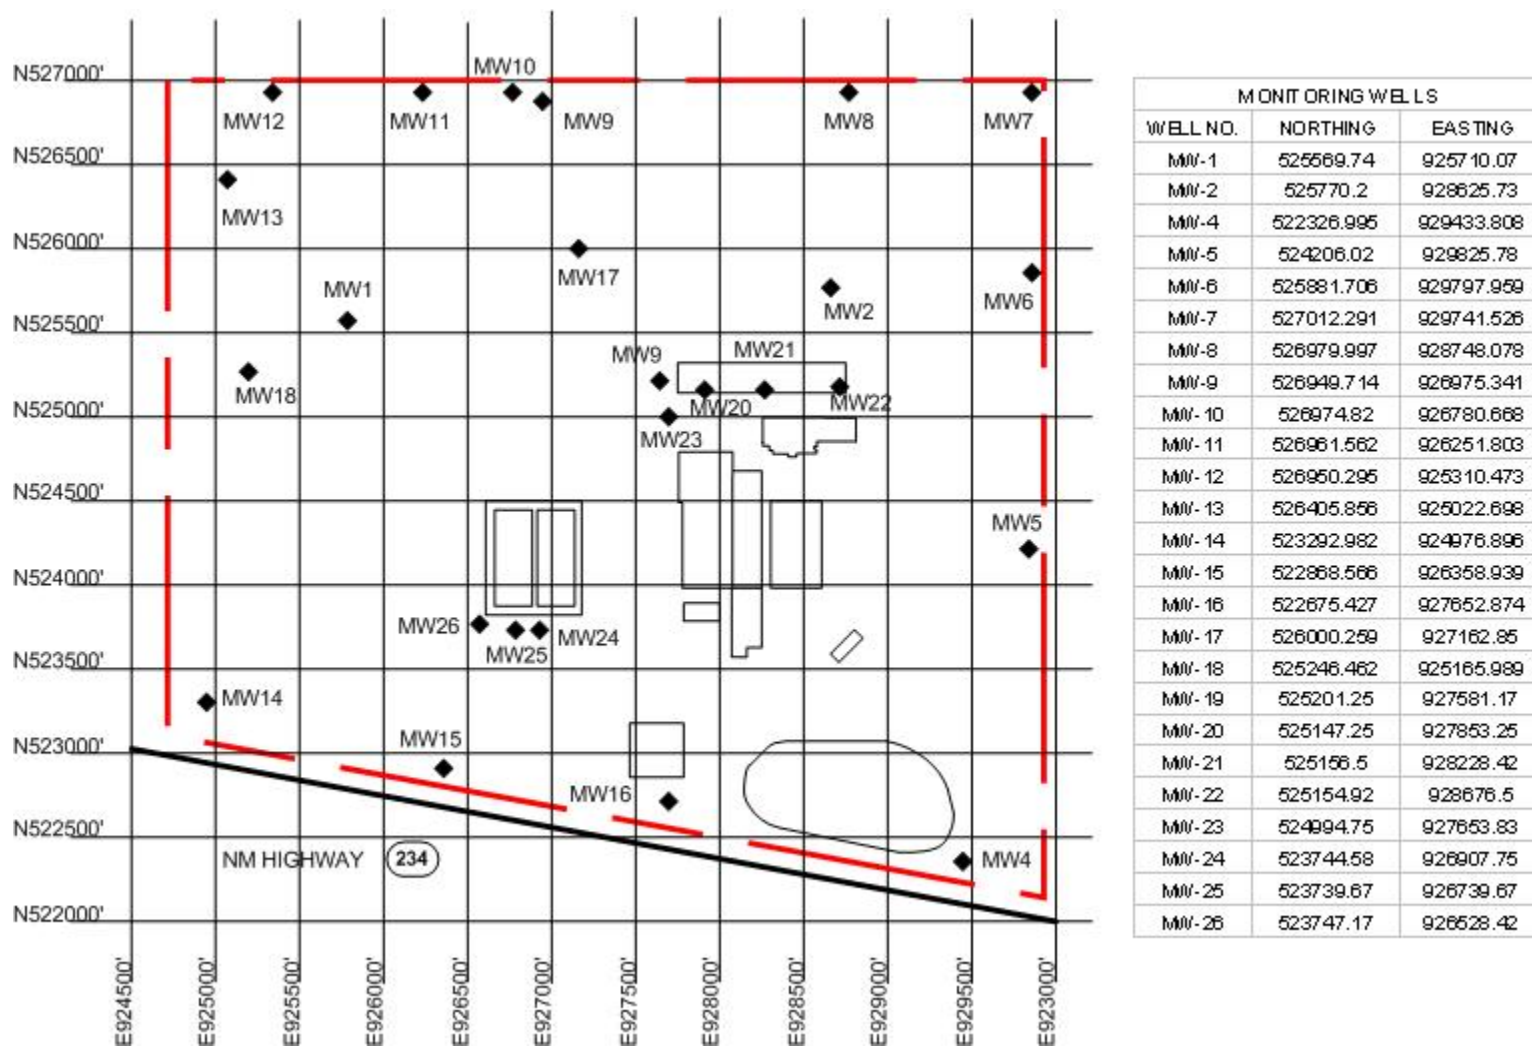 MW10
N527000'
MW12
MW11
MW9
MW8
MW7
N526500'
MW13
N526000'
MW17
MW1
MW6
MW2
N525500'
MW9
MW21
MW18
MW20
MW22
N525000'
MW23
N524500'
MW5
N524000'
MW26
MW25
MW24
N523500'
MW14
MW15
N523000'
MW16
N522500'
NM HIGHWAY 234
MW4
N522000'
E924500'
E925000'
E925500'
E926000'
E926500'
E927000'
E927500'
E928000'
E928500'
E929000'
E929500'
E923000'
MONITORING WELLS
WELL NO. NORTHING EASTING
MW-1 525569.74 925710.07
MW-2 525770.2 928625.73
MW-4 522326.995 929433.808
MW-5 524206.02 929825.78
MW-6 525881.706 929797.959
MW-7 527012.291 929741.526
MW-8 526979.997 928748.078
MW-9 526949.714 926975.341
MW-10 526974.82 926780.668
MW-11 526961.562 926251.803
MW-12 526950.295 925310.473
MW-13 526405.856 925022.698
MW-14 523292.982 924976.896
MW-15 522868.566 926358.939
MW-16 522675.427 927652.874
MW-17 526000.259 927162.85
MW-18 525246.462 925165.989
MW-19 525201.25 927581.17
MW-20 525147.25 927853.25
MW-21 525156.5 928228.42
MW-22 525154.92 928676.5
MW-23 524994.75 927653.83
MW-24 523744.58 926907.75
MW-25 523739.67 926739.67
MW-26 523747.17 926528.42